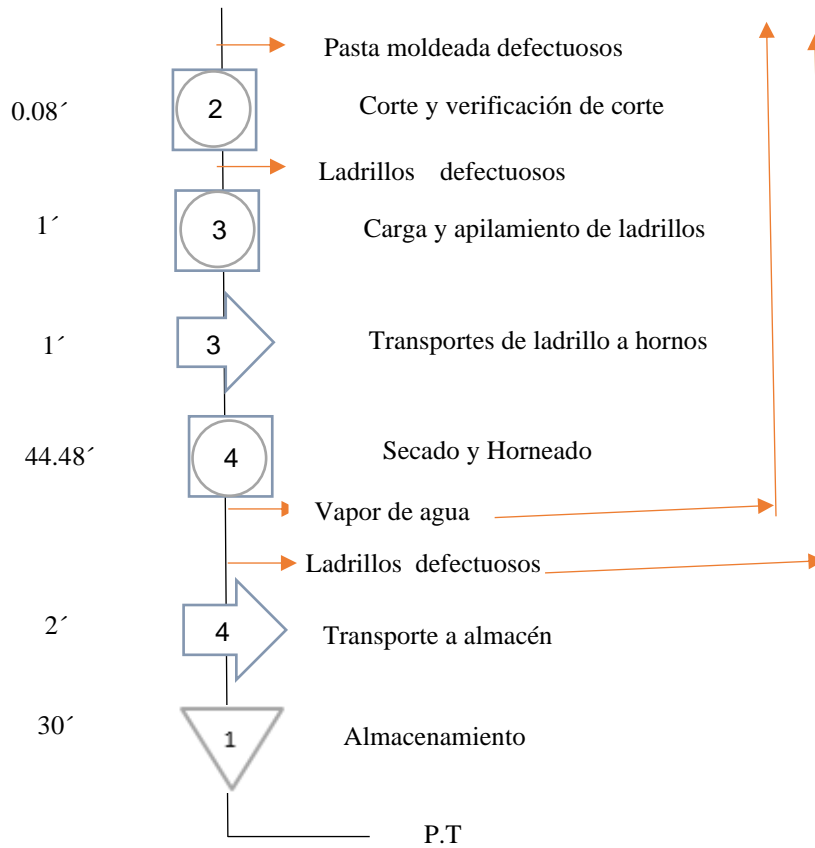 Pasta moldeada defectuosos
0.08´ 2 Corte y verificación de corte
Ladrillos defectuosos
1´ 3 Carga y apilamiento de ladrillos
1´ 3 Transportes de ladrillo a hornos
44.48´ 4 Secado y Horneado
Vapor de agua
Ladrillos defectuosos
2´ 4 Transporte a almacén
30´ 1 Almacenamiento
P.T